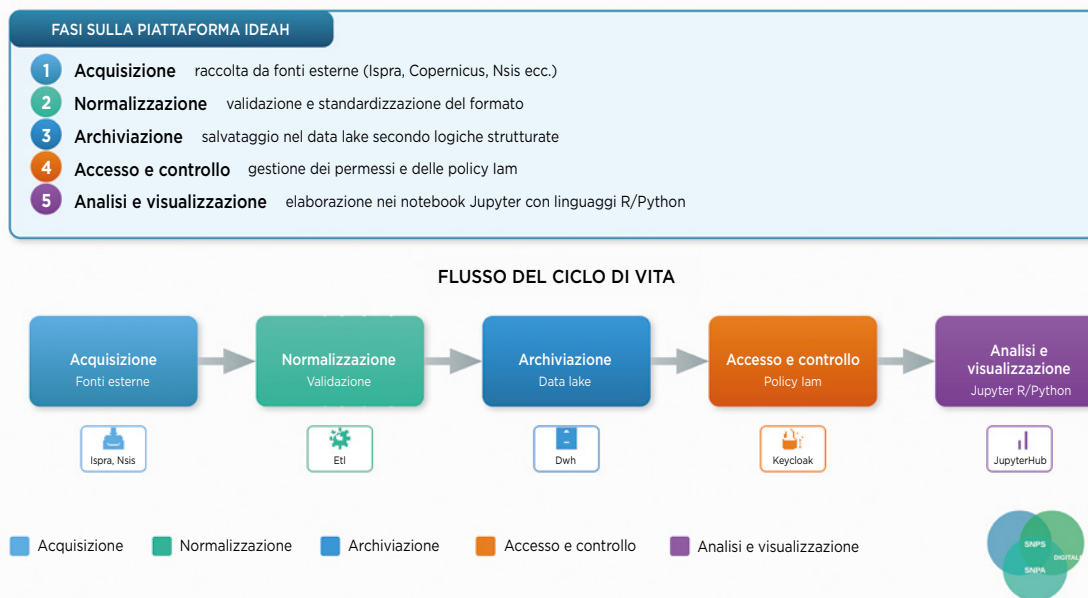 FASI SULLA PIATTAFORMA IDEAH
1 Acquisizione raccolta da fonti esterne (Ispra, Copernicus, Nsis ecc.)
2 Normalizzazione validazione e standardizzazione del formato
3 Archiviazione salvataggio nel data lake secondo logiche strutturate
4 Accesso e controllo gestione dei permessi e delle policy Iam
5 Analisi e visualizzazione elaborazione nei notebook Jupyter con linguaggi R/Python
FLUSSO DEL CICLO DI VITA
Acquisizione
Fonti esterne
Normalizzazione
Validazione
Archiviazione
Data lake
Accesso e controllo
Policy Iam
Analisi e
visualizzazione
Jupyter R/Python
Ispra, Nsis
Etl
Dwh
Keycloak
JupyterHub
Acquisizione
Normalizzazione
Archiviazione
Accesso e controllo
Analisi e visualizzazione
SNPS
SNPA